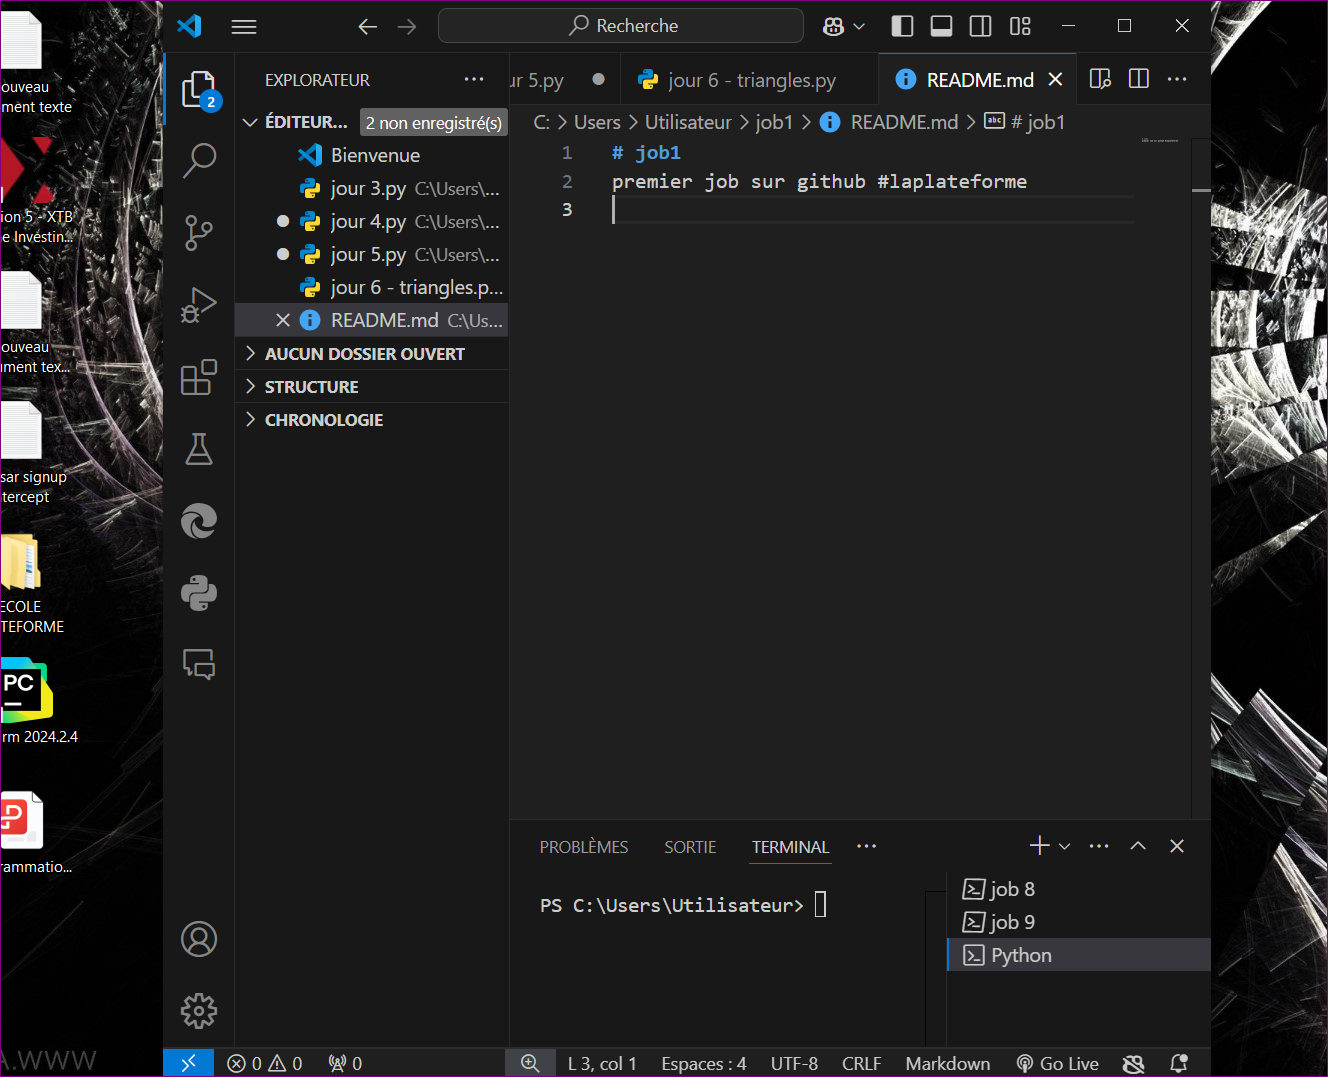 Recherche
ouveau
ment texte
ion 5 - XTB
e Investin...
ouveau
ument tex...
sar signup
tercept
ECOLE
TEFORME
PC
rm 2024.2.4
rammatio...
A.WWW
EXPLORATEUR
ÉDITEUR...
2 non enregistré(s)
Bienvenue
jour 3.py C:\Users\...
jour 4.py C:\Users\...
jour 5.py C:\Users\...
jour 6 - triangles.p...
README.md C:\Us...
AUCUN DOSSIER OUVERT
STRUCTURE
CHRONOLOGIE
2
ur 5.py
jour 6 - triangles.py
README.md
C: > Users > Utilisateur > job1 > README.md > # job1
1 # job1
2 premier job sur github #laplateforme
3
PROBLÈMES
SORTIE
TERMINAL
PS C:\Users\Utilisateur>
job 8
job 9
Python
0 0 0
L 3, col 1
Espaces : 4
UTF-8
CRLF
Markdown
Go Live